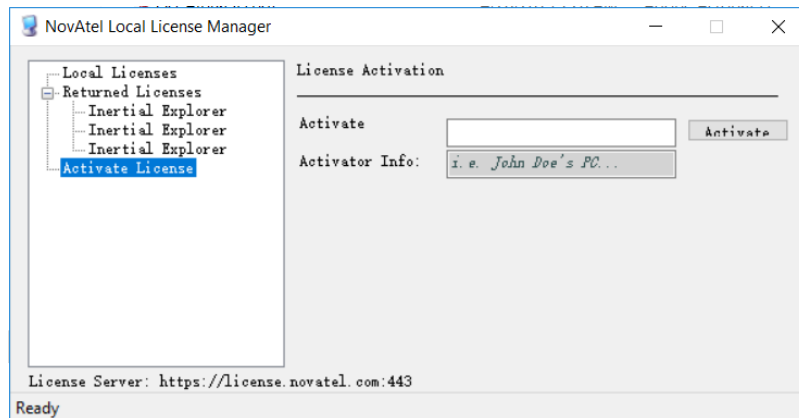 NovAtel Local License Manager
Local Licenses
Returned Licenses
Inertial Explorer
Inertial Explorer
Inertial Explorer
Activate License
License Activation
Activate
Activate
Activator Info:
i.e. John Doe's PC...
License Server: https://license.novatel.com:443
Ready